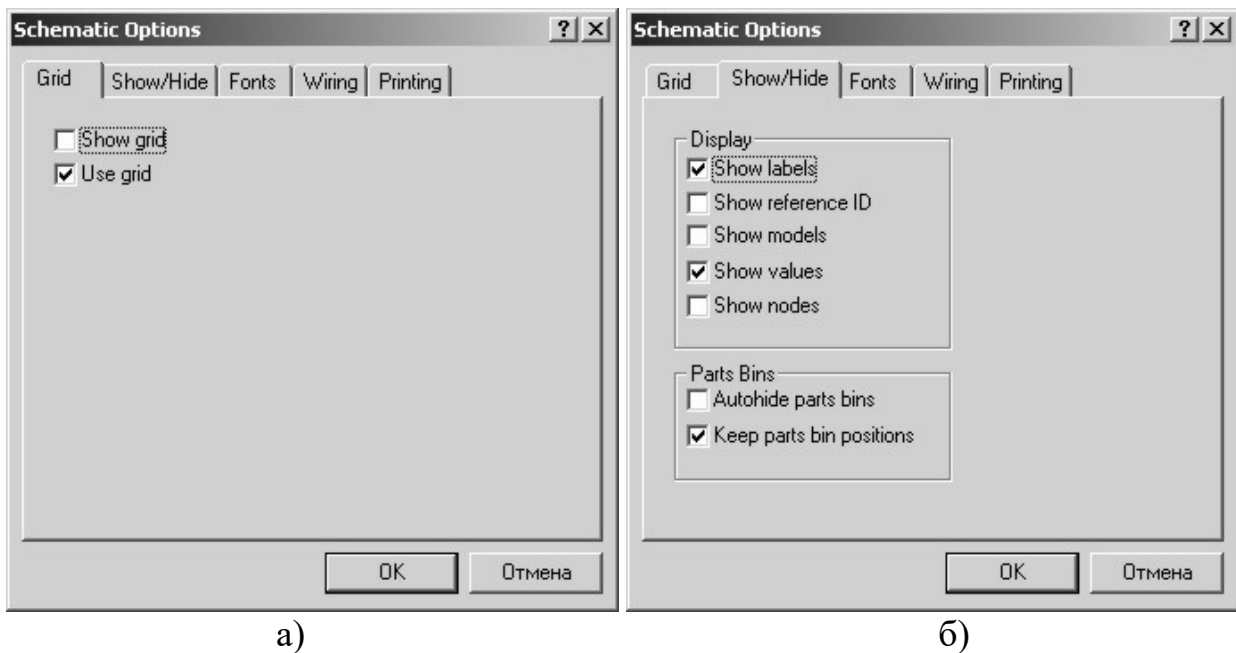 Schematic Options
Grid Show/Hide Fonts Wiring Printing
Show grid
Use grid
OK Отмена
а)
Schematic Options
Grid Show/Hide Fonts Wiring Printing
Display
Show labels
Show reference ID
Show models
Show values
Show nodes
Parts Bins
Autohide parts bins
Keep parts bin positions
OK Отмена
б)